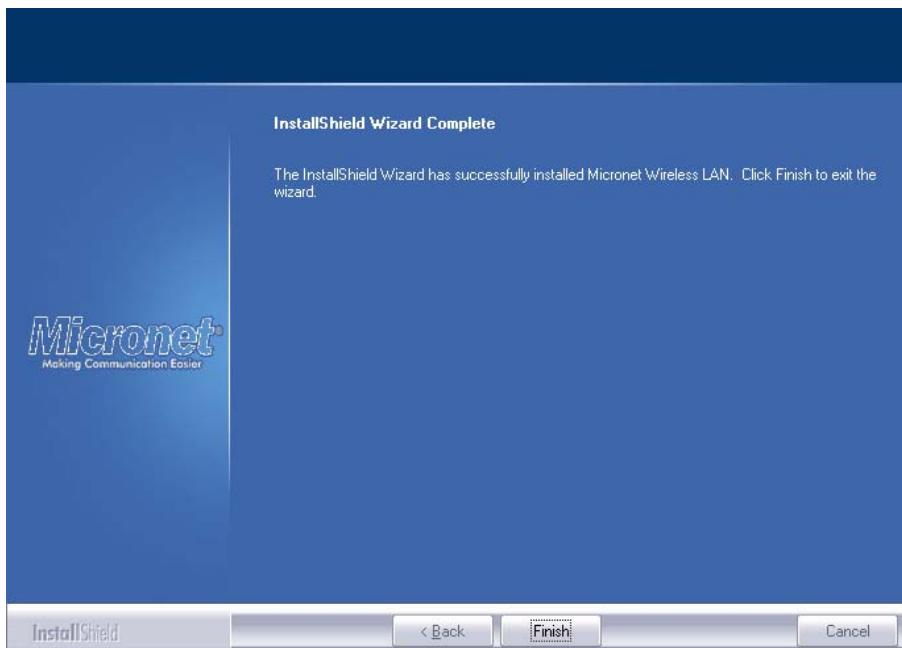 InstallShield Wizard Complete
The InstallShield Wizard has successfully installed Micronet Wireless LAN. Click Finish to exit the
wizard.
Micronet®
Making Communication Easier
InstallShield
< Back
Finish
Cancel